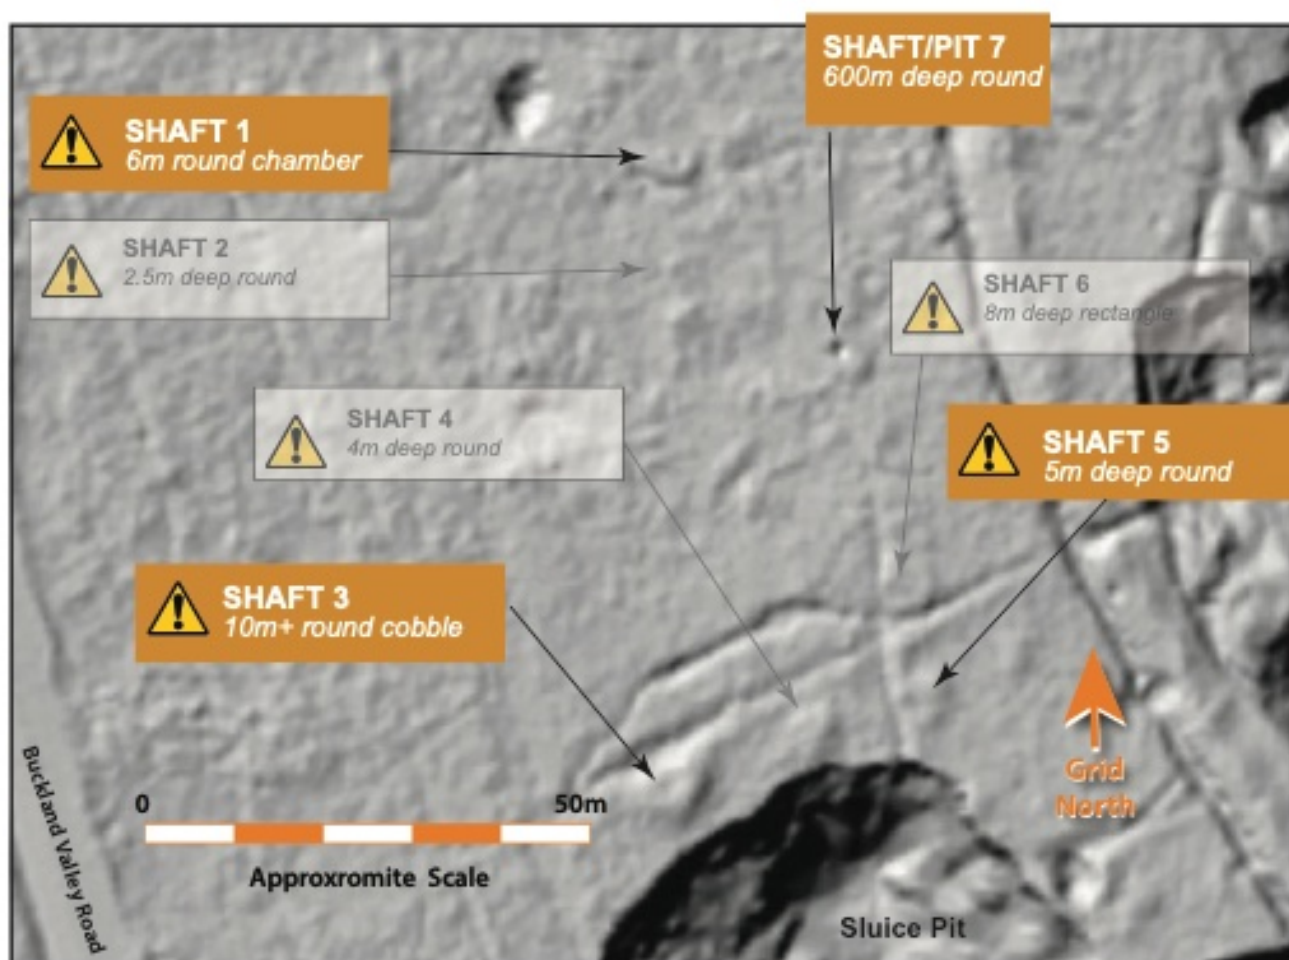 SHAFT/PIT 7
600m deep round
SHAFT 1
6m round chamber
SHAFT 2
2.5m deep round
SHAFT 6
8m deep rectangle
SHAFT 4
4m deep round
SHAFT 5
5m deep round
SHAFT 3
10m+ round cobble
Grid
North
0
50m
Approxromite Scale
Buckland Valley Road
Sluice Pit